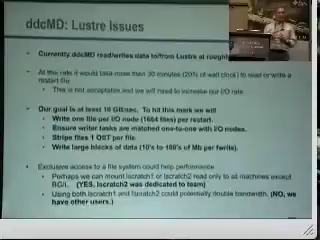 ddcMD: Lustre Issues
Currently ddcMD read/writes data to/from Lustre at roughly
At this rate it would take more than 30 minutes (20% of wall clock) to read or write a
restart file
This is not acceptable and we will need to increase our I/O rate
Our goal is at least 10 GB/sec. To hit this mark we will
Write one file per I/O node (1664 files) per restart.
Ensure writer tasks are matched one-to-one with I/O nodes.
Stripe files 1 OST per file.
Write large blocks of data (10's to 100's of Mb per fwrite).
Exclusive access to a file system could help performance
Perhaps we can mount lscratch1 or lscratch2 read only to all machines except
BG/L. (YES, lscratch2 was dedicated to team)
Using both lscratch1 and lscratch2 could potentially double bandwidth. (NO, we
have other users.)